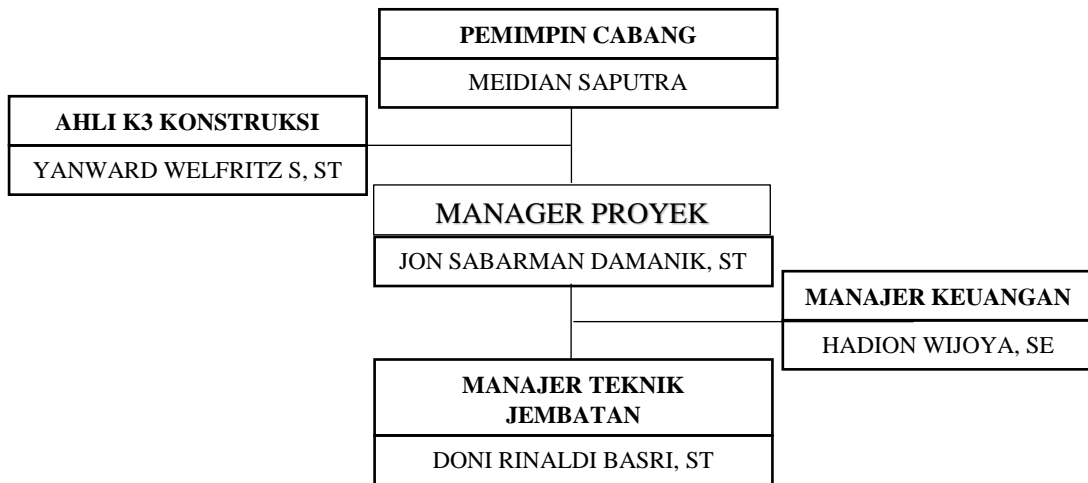 PEMIMPIN CABANG
MEIDIAN SAPUTRA
AHLI K3 KONSTRUKSI
YANWARD WELFRITZ S, ST
MANAGER PROYEK
JON SABARMAN DAMANIK, ST
MANAJER KEUANGAN
HADION WIJOYA, SE
MANAJER TEKNIK
JEMBATAN
DONI RINALDI BASRI, ST